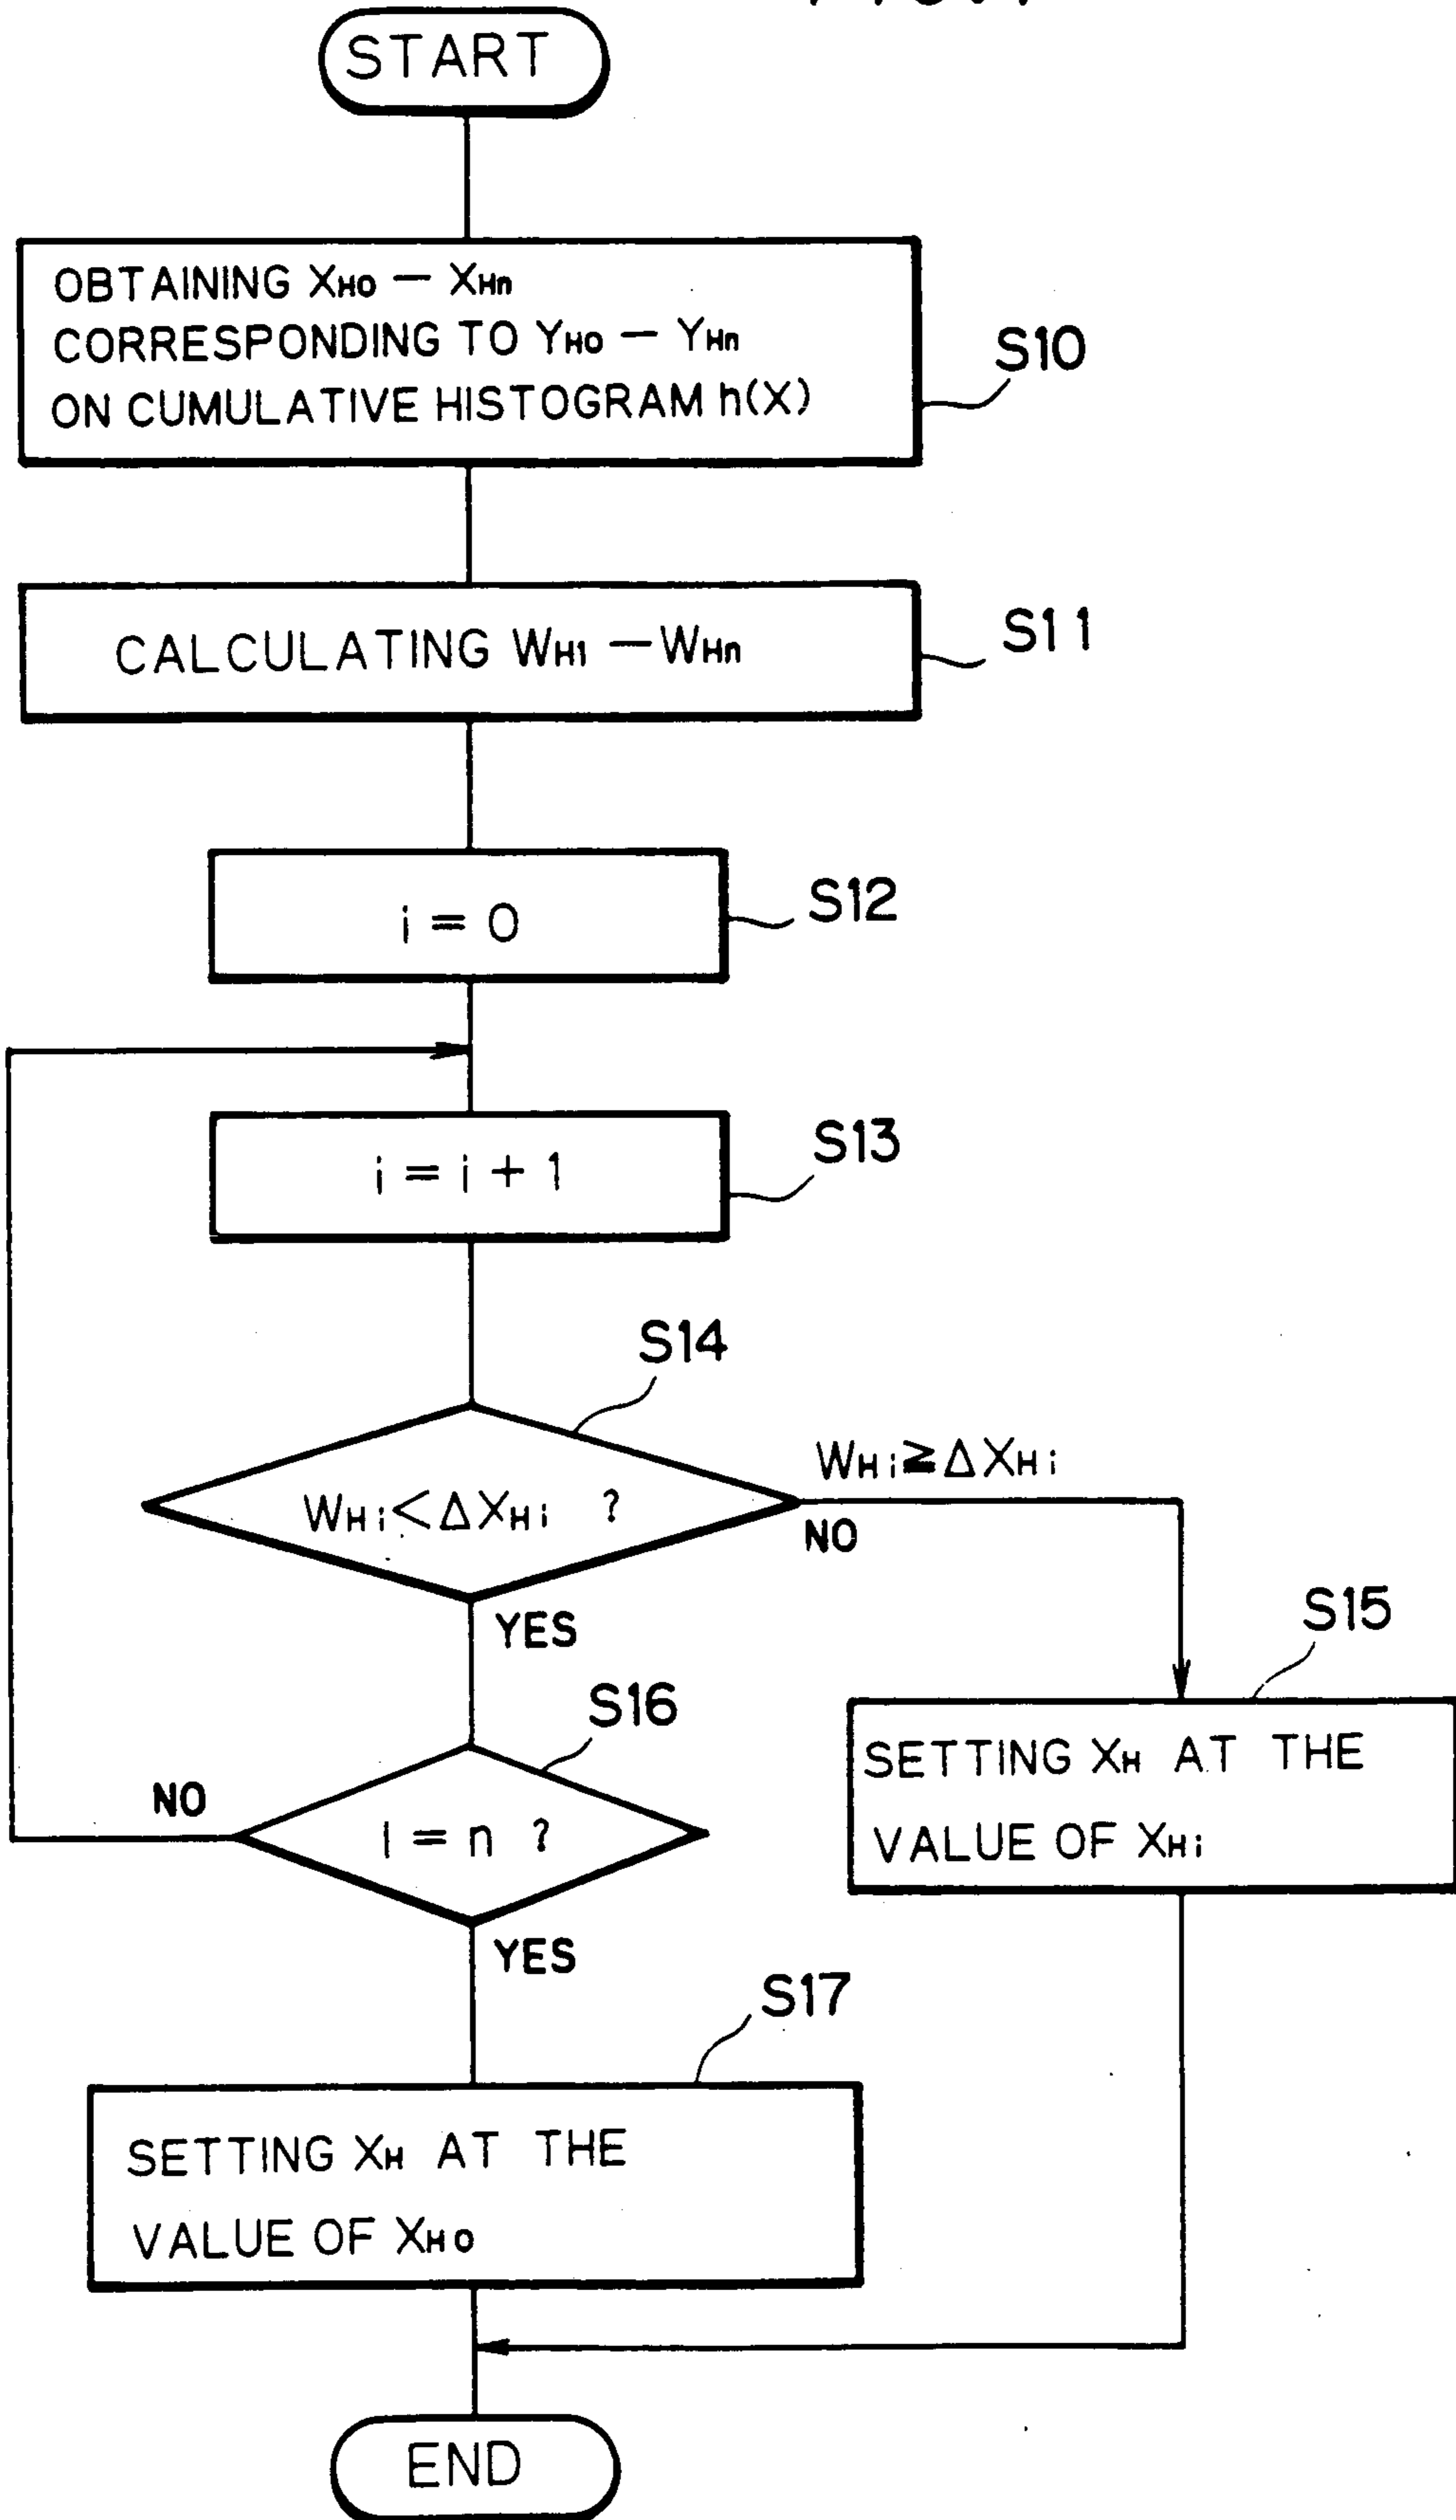 START
OBTAINING XH0 — XHn
CORRESPONDING TO YH0 — YHn
ON CUMULATIVE HISTOGRAM h(X)
S10
CALCULATING WH1 — WHn
S11
i = 0
S12
i = i + 1
S13
S14
WHi < ΔXHi ?
WHi ≧ ΔXHi
NO
YES
S15
SETTING XH AT THE
VALUE OF XHi
S16
I = n ?
NO
YES
S17
SETTING XH AT THE
VALUE OF XH0
END